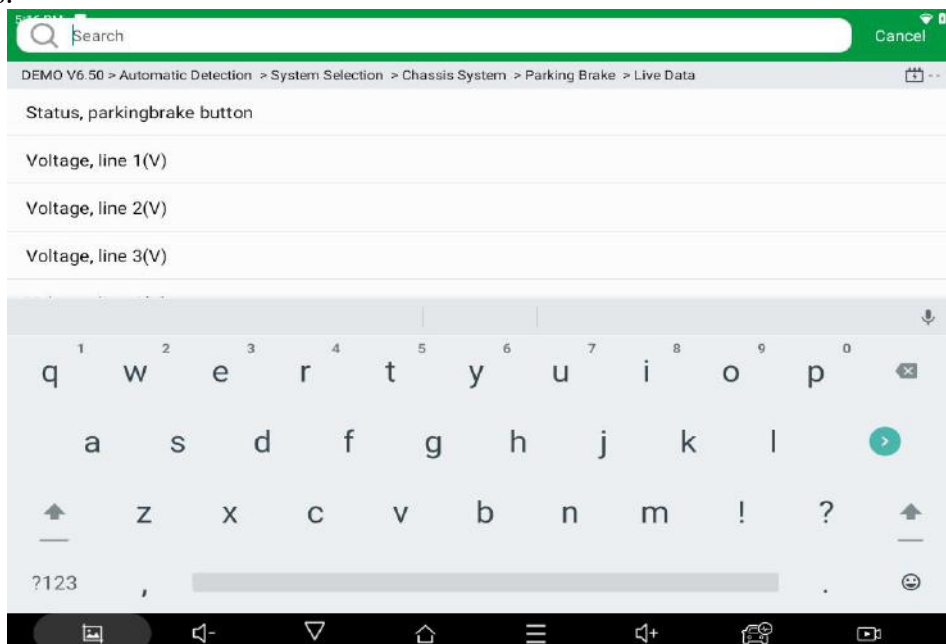 Search
Cancel
DEMO V6.50 > Automatic Detection > System Selection > Chassis System > Parking Brake > Live Data
--
Status, parkingbrake button
Voltage, line 1(V)
Voltage, line 2(V)
Voltage, line 3(V)
1 2 3 4 5 6 7 8 9 0
q w e r t y u i o p
a s d f g h j k l
z x c v b n m ! ?
?123 , .